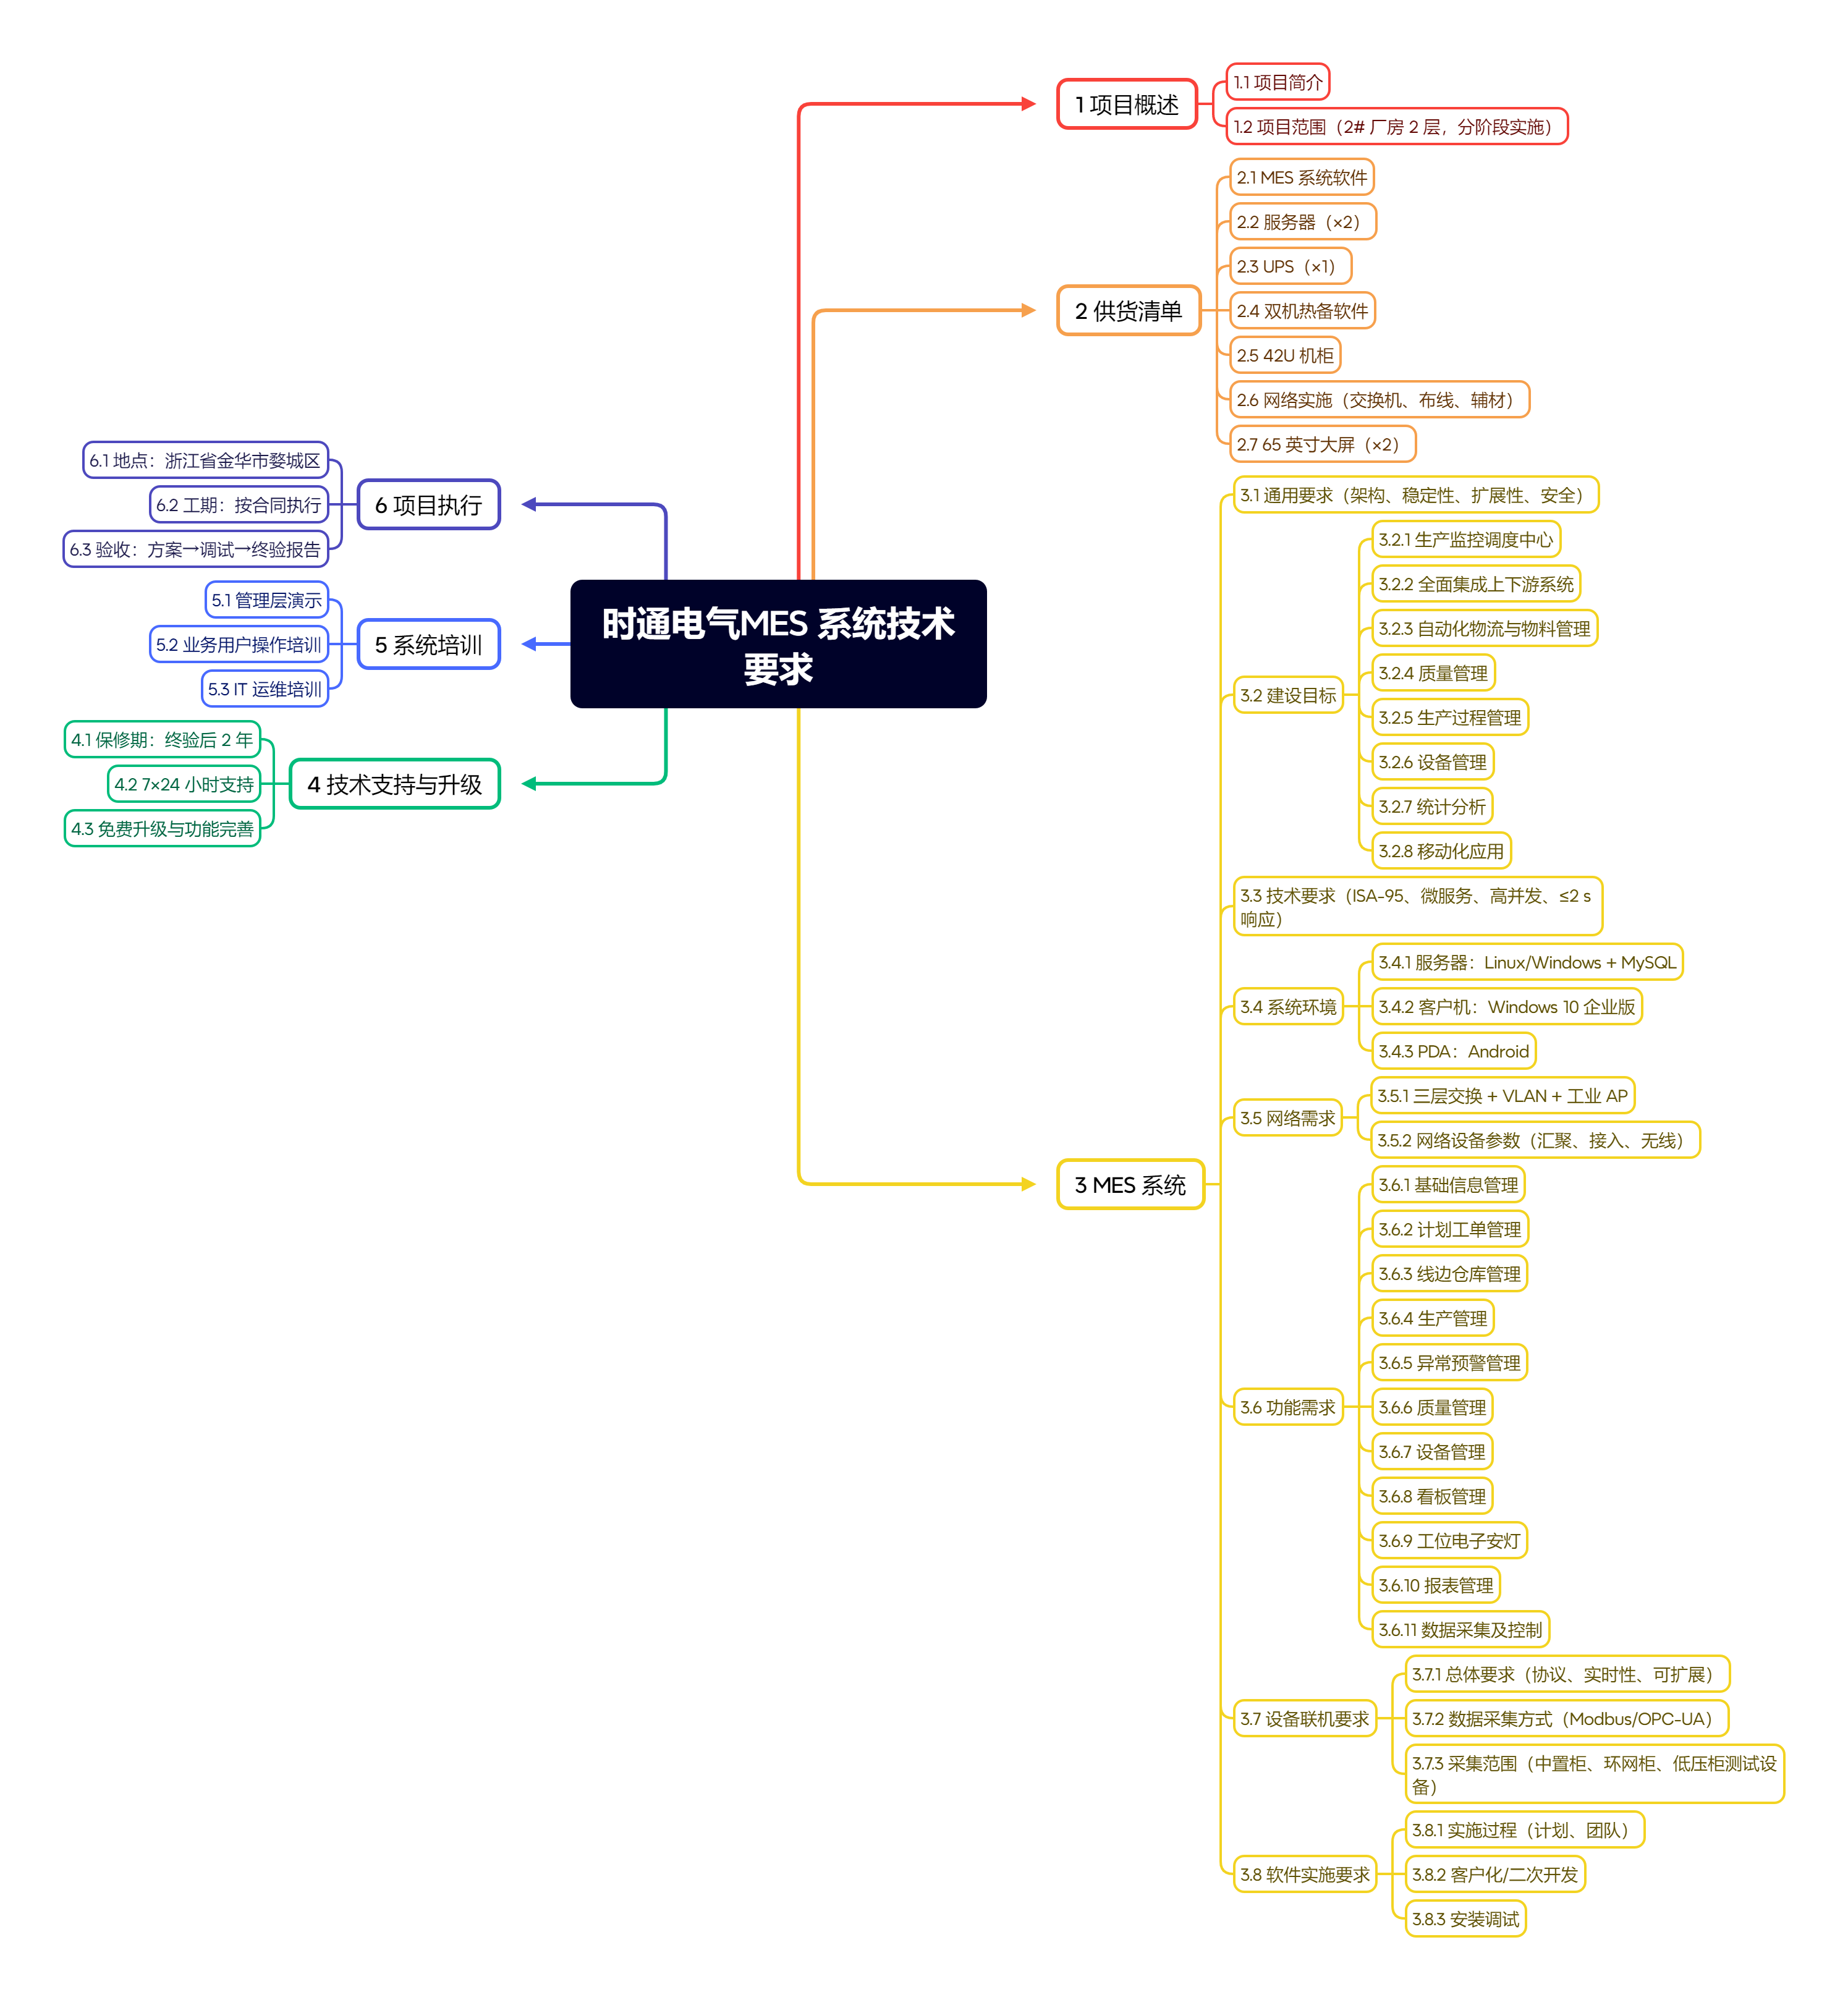 时通电气MES 系统技术
要求
1 项目概述
1.1 项目简介
1.2 项目范围（2# 厂房 2 层，分阶段实施）
2 供货清单
2.1 MES 系统软件
2.2 服务器（×2）
2.3 UPS（×1）
2.4 双机热备软件
2.5 42U 机柜
2.6 网络实施（交换机、布线、辅材）
2.7 65 英寸大屏（×2）
3 MES 系统
3.1 通用要求（架构、稳定性、扩展性、安全）
3.2 建设目标
3.2.1 生产监控调度中心
3.2.2 全面集成上下游系统
3.2.3 自动化物流与物料管理
3.2.4 质量管理
3.2.5 生产过程管理
3.2.6 设备管理
3.2.7 统计分析
3.2.8 移动化应用
3.3 技术要求（ISA-95、微服务、高并发、≤2 s
响应）
3.4 系统环境
3.4.1 服务器：Linux/Windows + MySQL
3.4.2 客户机：Windows 10 企业版
3.4.3 PDA：Android
3.5 网络需求
3.5.1 三层交换 + VLAN + 工业 AP
3.5.2 网络设备参数（汇聚、接入、无线）
3.6 功能需求
3.6.1 基础信息管理
3.6.2 计划工单管理
3.6.3 线边仓库管理
3.6.4 生产管理
3.6.5 异常预警管理
3.6.6 质量管理
3.6.7 设备管理
3.6.8 看板管理
3.6.9 工位电子安灯
3.6.10 报表管理
3.6.11 数据采集及控制
3.7 设备联机要求
3.7.1 总体要求（协议、实时性、可扩展）
3.7.2 数据采集方式（Modbus/OPC-UA）
3.7.3 采集范围（中置柜、环网柜、低压柜测试设
备）
3.8 软件实施要求
3.8.1 实施过程（计划、团队）
3.8.2 客户化/二次开发
3.8.3 安装调试
4 技术支持与升级
4.1 保修期：终验后 2 年
4.2 7×24 小时支持
4.3 免费升级与功能完善
5 系统培训
5.1 管理层演示
5.2 业务用户操作培训
5.3 IT 运维培训
6 项目执行
6.1 地点：浙江省金华市婺城区
6.2 工期：按合同执行
6.3 验收：方案→调试→终验报告